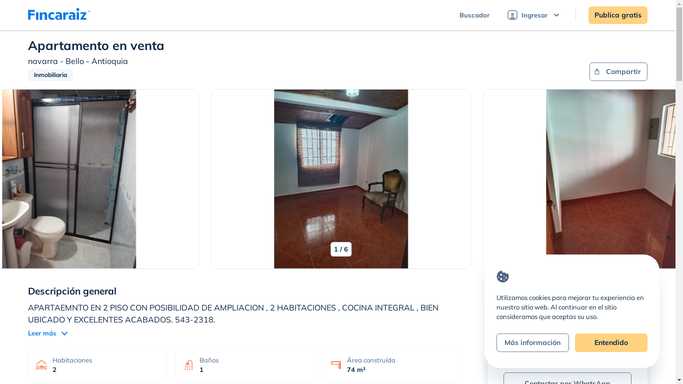 Fincaraiz
Buscador
Ingresar
Publica gratis
Apartamento en venta
navarra - Bello - Antioquia
Inmobiliaria
Compartir
1 / 6
Descripción general
APARTAEMNTO EN 2 PISO CON POSIBILIDAD DE AMPLIACION , 2 HABITACIONES , COCINA INTEGRAL , BIEN
UBICADO Y EXCELENTES ACABADOS. 543-2318.
Leer más
Habitaciones
2
Baños
1
Área construída
74 m²
Utilizamos cookies para mejorar tu experiencia en
nuestro sitio web. Al continuar en el sitio
consideramos que aceptas su uso.
Más información
Entendido
Contactar por WhatsApp